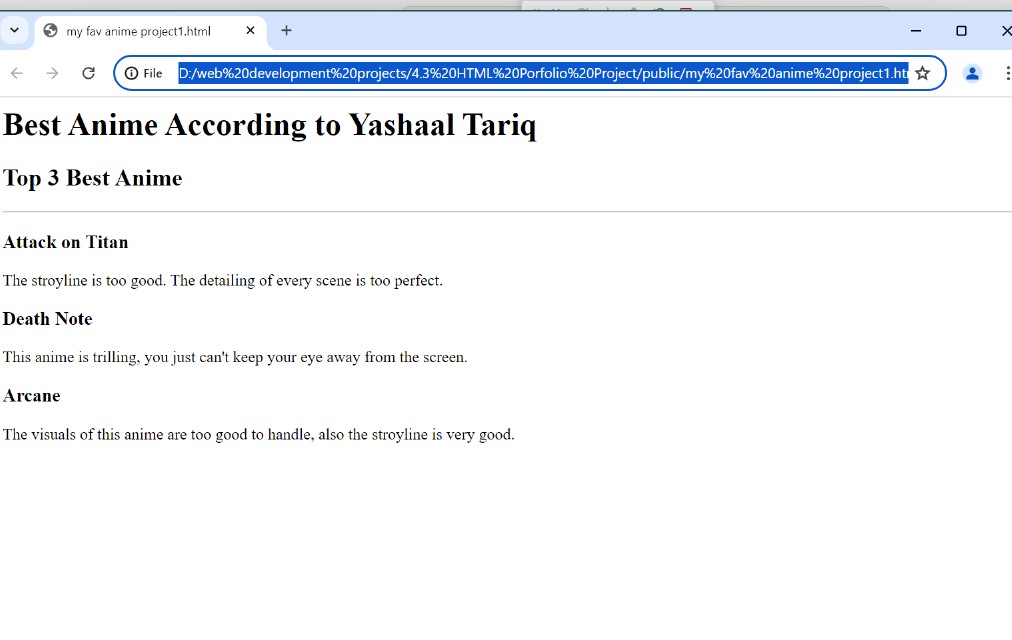 my fav anime project1.html
File D:/web%20development%20projects/4.3%20HTML%20Porfolio%20Project/public/my%20fav%20anime%20project1.ht
Best Anime According to Yashaal Tariq
Top 3 Best Anime
Attack on Titan
The stroyline is too good. The detailing of every scene is too perfect.
Death Note
This anime is trilling, you just can't keep your eye away from the screen.
Arcane
The visuals of this anime are too good to handle, also the stroyline is very good.